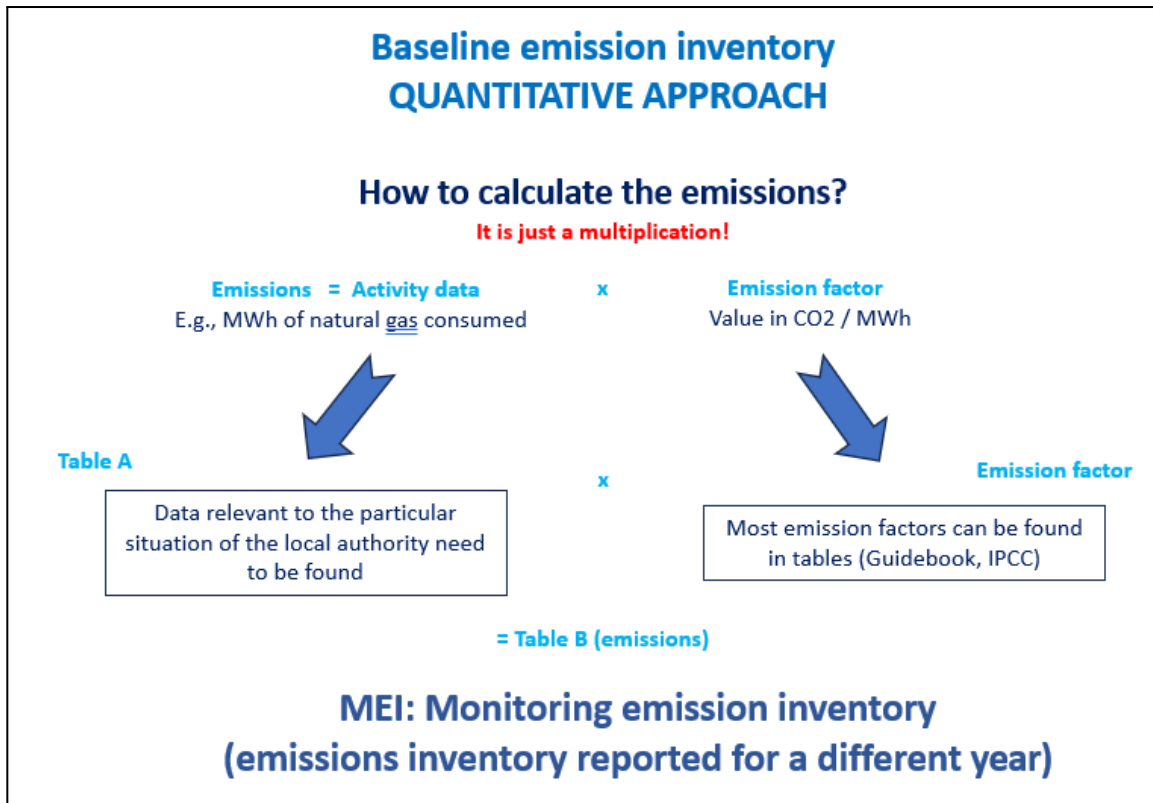 Baseline emission inventory
QUANTITATIVE APPROACH
How to calculate the emissions?
It is just a multiplication!
Emissions = Activity data x Emission factor
E.g., MWh of natural gas consumed Value in CO2 / MWh
Table A x Emission factor
Data relevant to the particular
situation of the local authority need
to be found
Most emission factors can be found
in tables (Guidebook, IPCC)
= Table B (emissions)
MEI: Monitoring emission inventory
(emissions inventory reported for a different year)